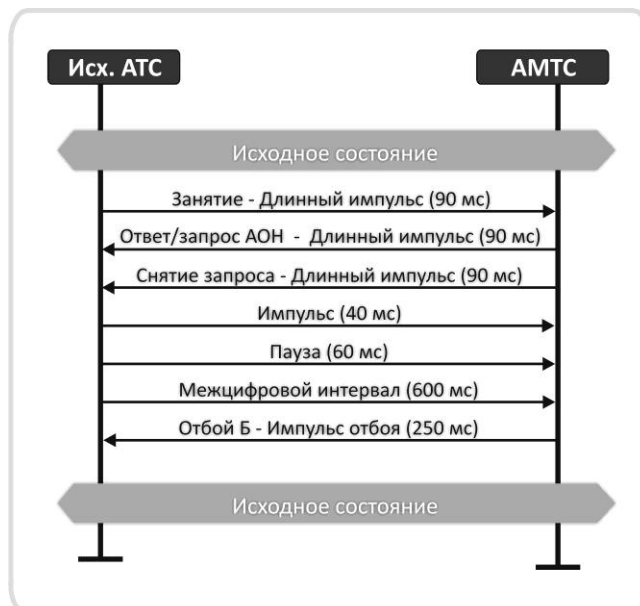 Исх. АТС
АМТС
Исходное состояние
Занятие - Длинный импульс (90 мс)
Ответ/запрос АОН - Длинный импульс (90 мс)
Снятие запроса - Длинный импульс (90 мс)
Импульс (40 мс)
Пауза (60 мс)
Межцифровой интервал (600 мс)
Отбой Б - Импульс отбоя (250 мс)
Исходное состояние